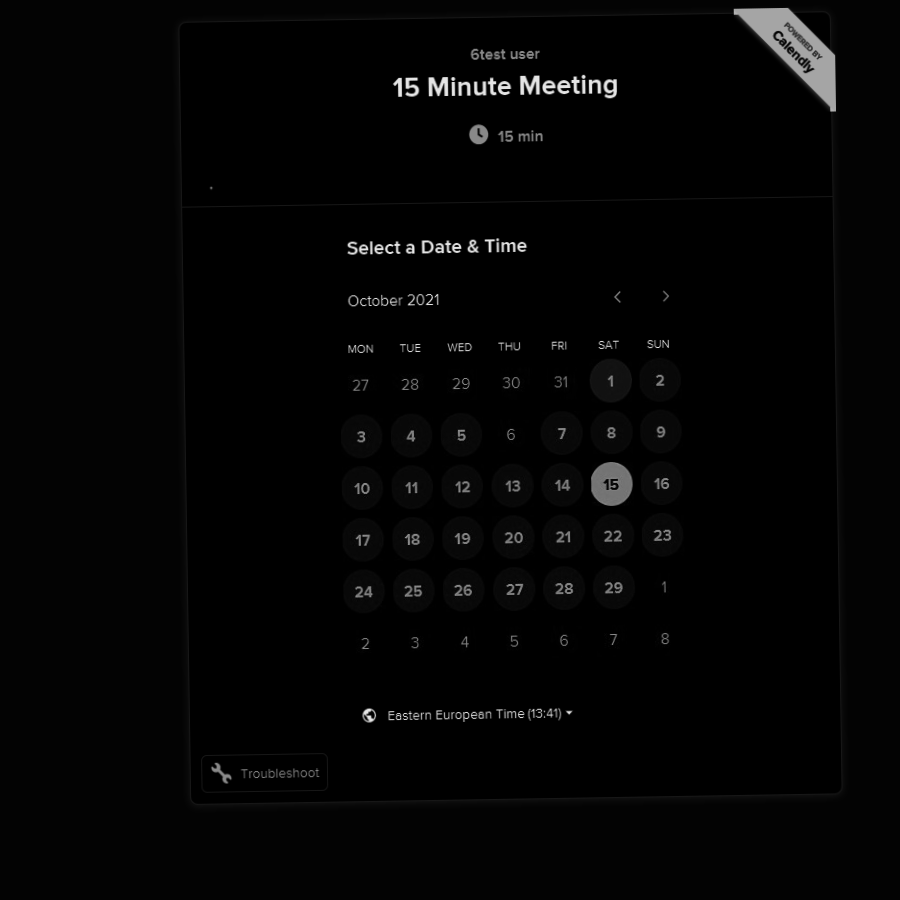 POWERED BY
Calendly
6test user
15 Minute Meeting
15 min
.
Select a Date & Time
October 2021
MON TUE WED THU FRI SAT SUN
27 28 29 30 31 1 2
3 4 5 6 7 8 9
10 11 12 13 14 15 16
17 18 19 20 21 22 23
24 25 26 27 28 29 1
2 3 4 5 6 7 8
Eastern European Time (13:41)
Troubleshoot